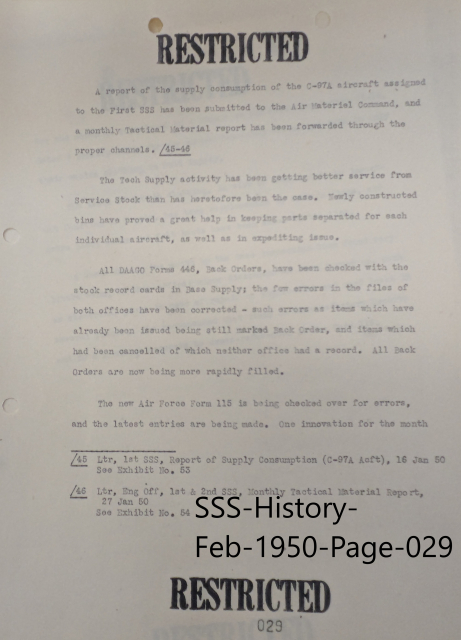 RESTRICTED
A report of the supply consumption of the C-97A aircraft assigned
to the First SSS has been submitted to the Air Materiel Command, and
a monthly Tactical Material report has been forwarded through the
proper channels. /45-46
The Tech Supply activity has been getting better service from
Service Stock than has heretofore been the case. Newly constructed
bins have proved a great help in keeping parts separated for each
individual aircraft, as well as in expediting issue.
All DAAGO Forms 446, Back Orders, have been checked with the
stock record cards in Base Supply; the few errors in the files of
both offices have been corrected - such errors as items which have
already been issued being still marked Back Order, and items which
had been cancelled of which neither office had a record. All Back
Orders are now being more rapidly filled.
The new Air Force Form 115 is being checked over for errors,
and the latest entries are being made. One innovation for the month
/45 Ltr, 1st SSS, Report of Supply Consumption (C-97A Acft), 16 Jan 50
See Exhibit No. 53
/46 Ltr, Eng Off, 1st & 2nd SSS, Monthly Tactical Material Report,
27 Jan 50
See Exhibit No. 54
SSS-History-
Feb-1950-Page-029
RESTRICTED
029